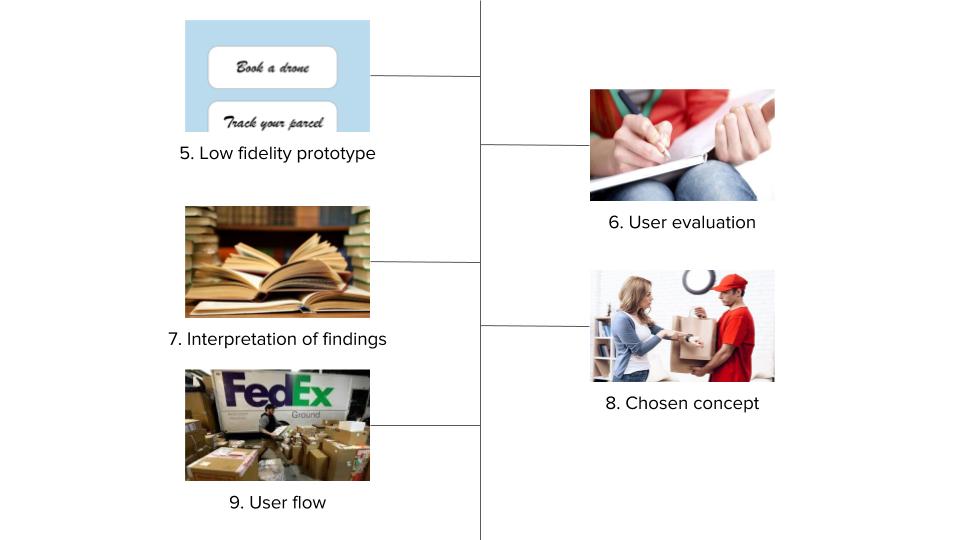 Book a drone
Track your parcel
5. Low fidelity prototype
6. User evaluation
7. Interpretation of findings
8. Chosen concept
FedEx
Ground
9. User flow